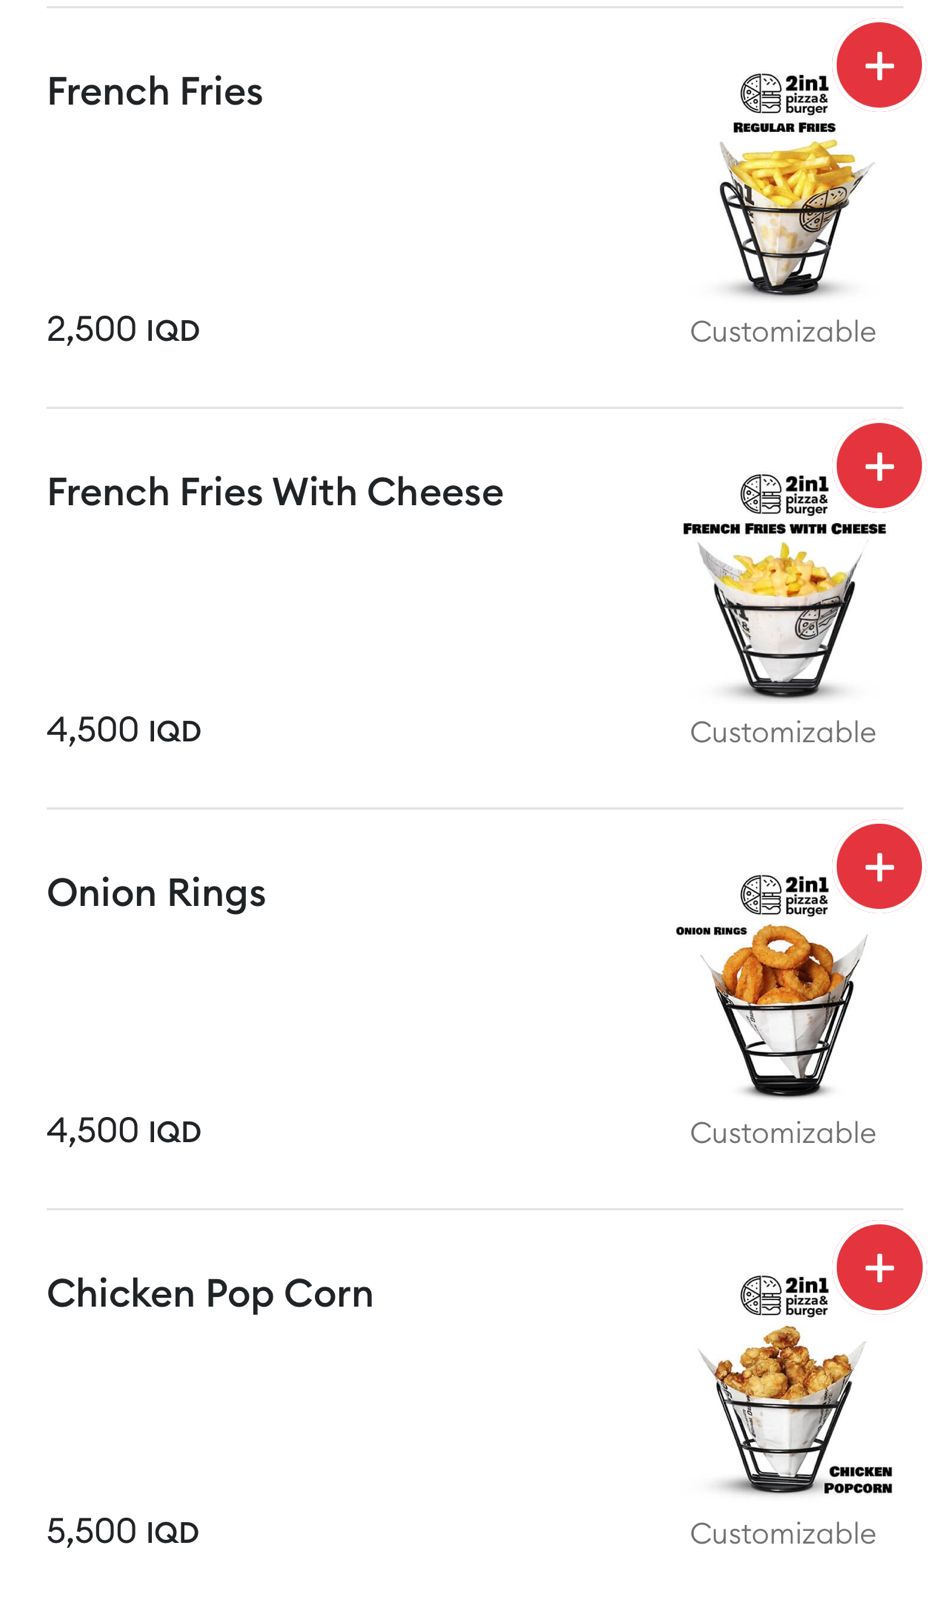 French Fries
2in1
pizza&
burger
REGULAR FRIES
2,500 IQD
Customizable
French Fries With Cheese
2in1
pizza&
burger
FRENCH FRIES WITH CHEESE
4,500 IQD
Customizable
Onion Rings
2in1
pizza&
burger
ONION RINGS
4,500 IQD
Customizable
Chicken Pop Corn
2in1
pizza&
burger
CHICKEN
POPCORN
5,500 IQD
Customizable